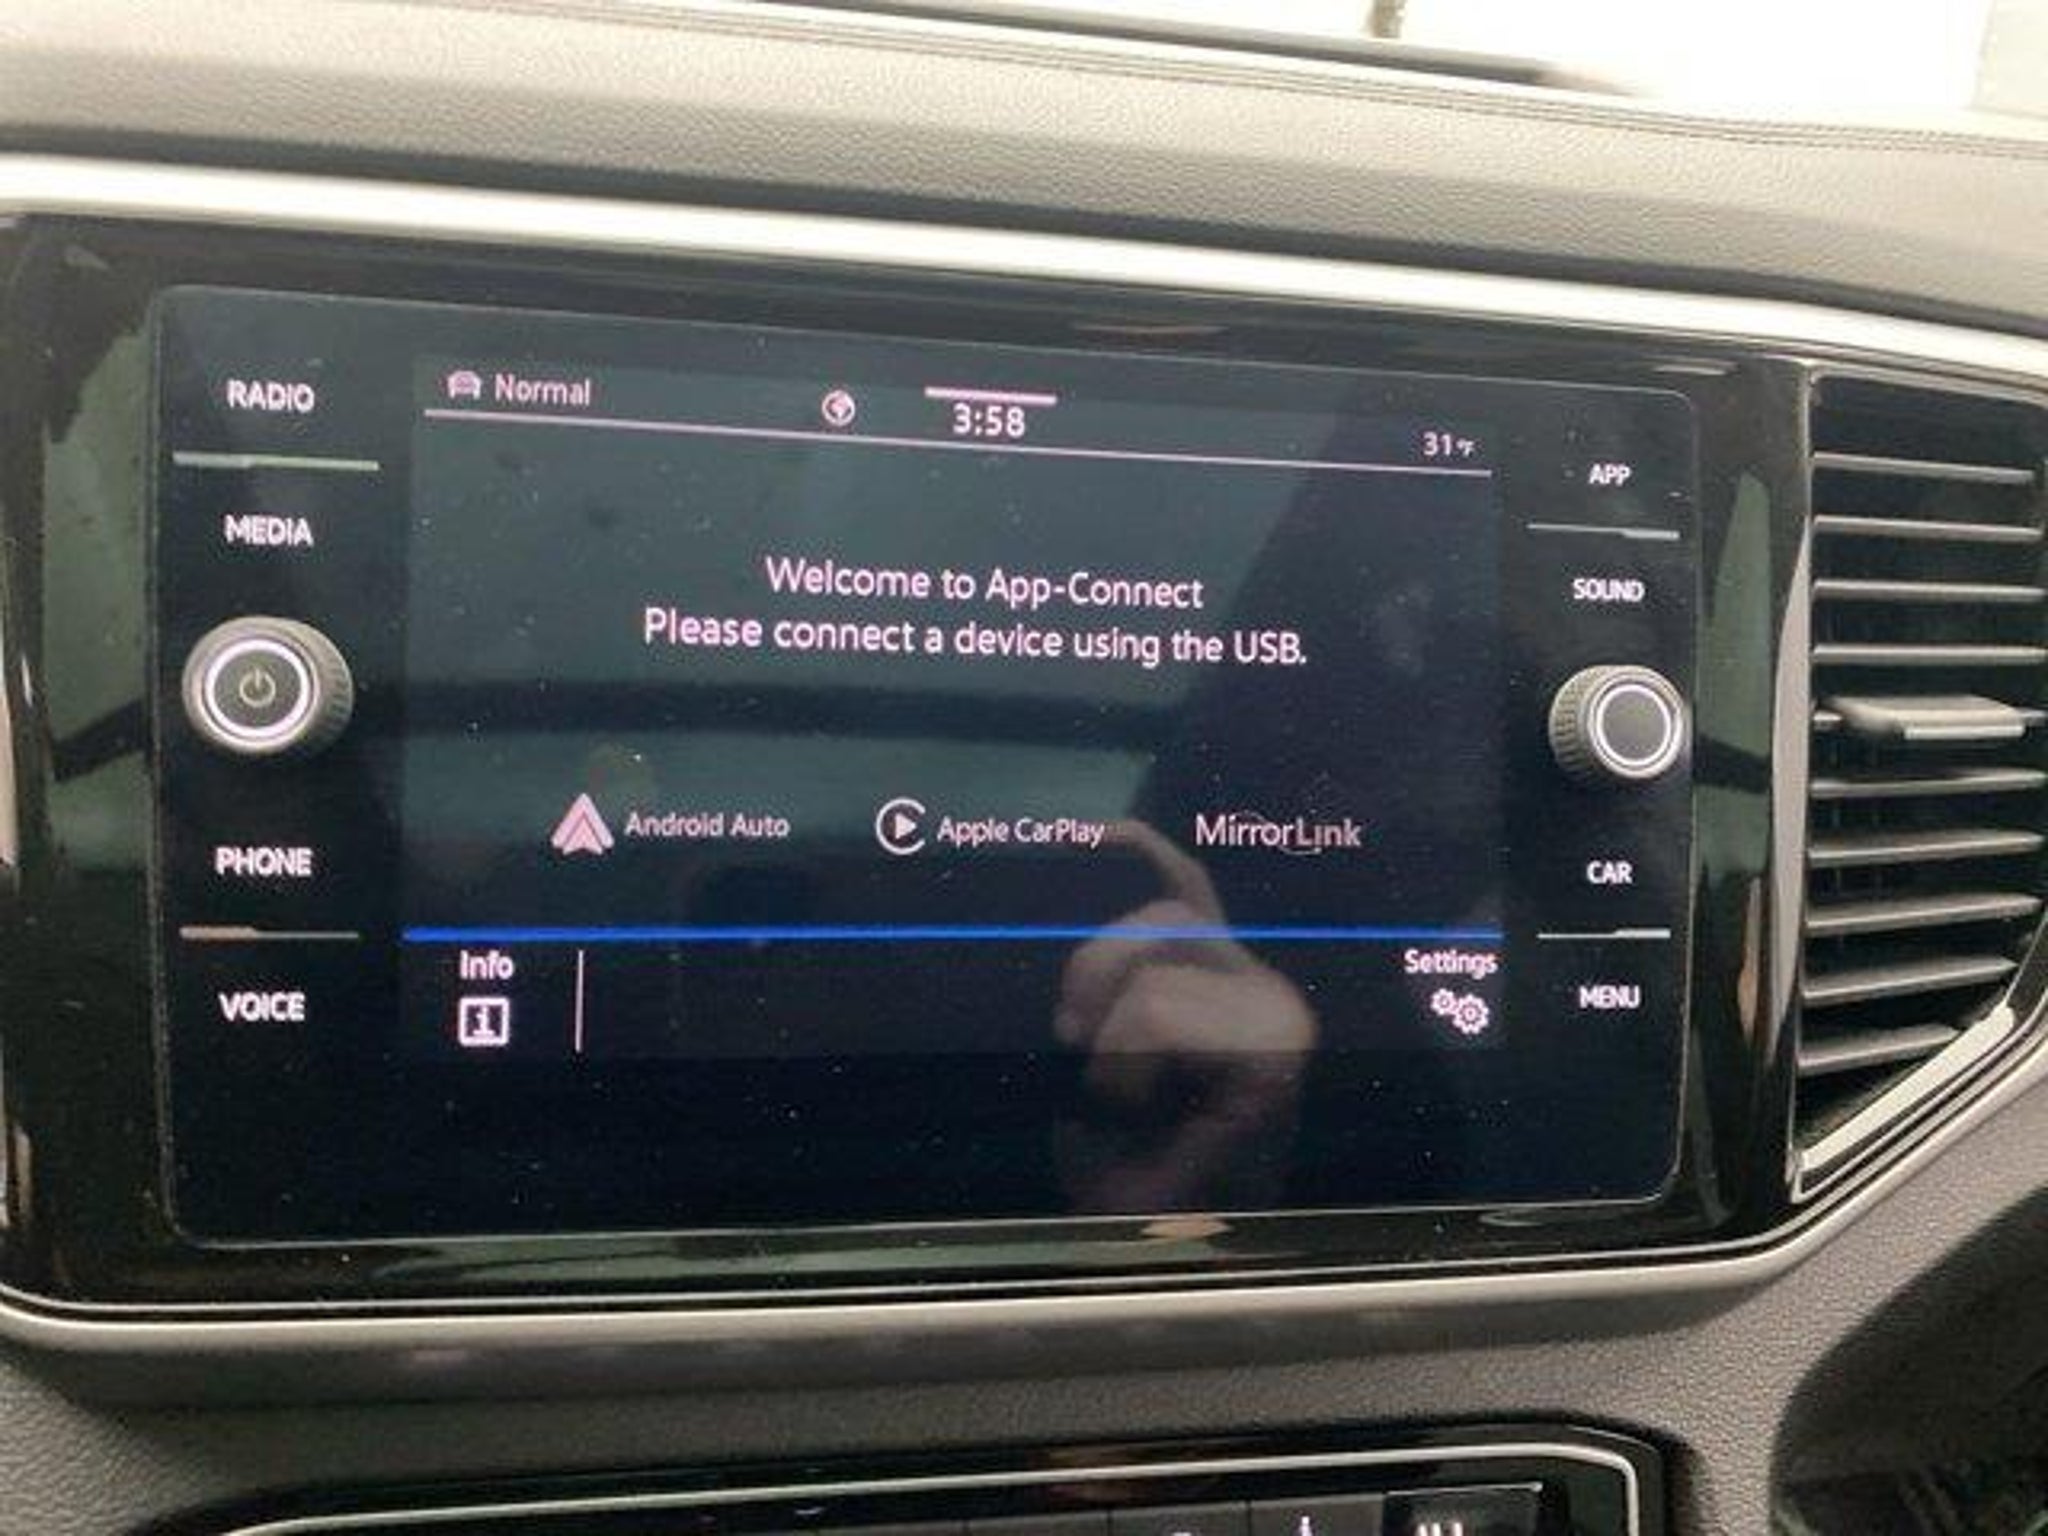 RADIO
MEDIA
PHONE
VOICE
Normal
3:58
31°F
Welcome to App-Connect
Please connect a device using the USB.
Android Auto
Apple CarPlay
MirrorLink
Info
i
Settings
APP
SOUND
CAR
MENU